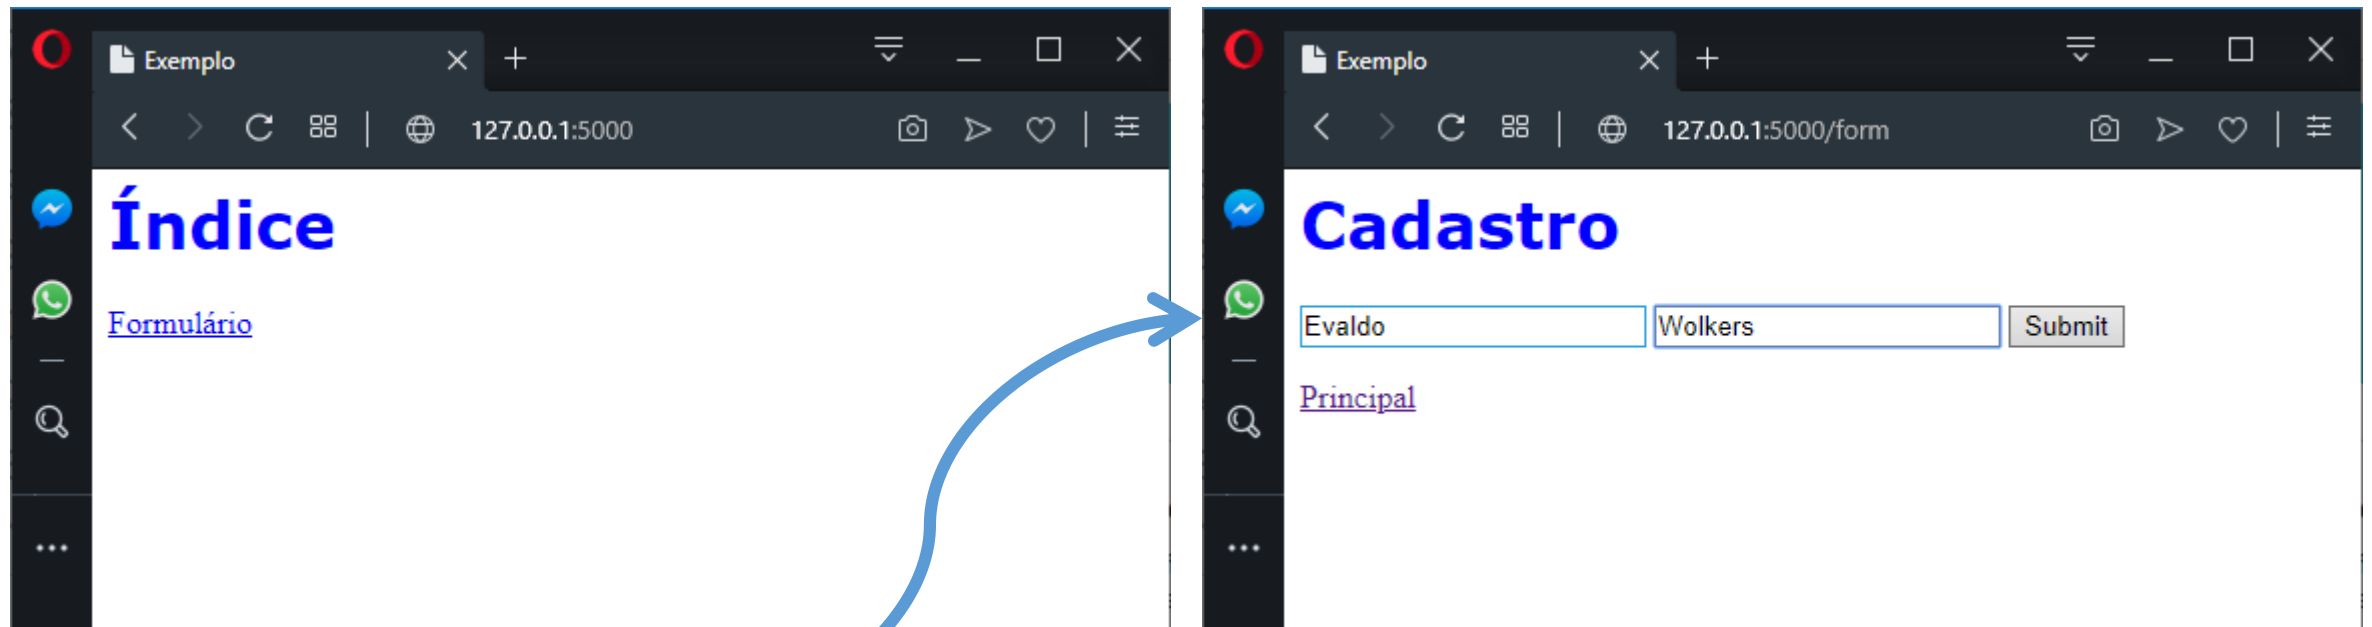 Exemplo
127.0.0.1:5000
Índice
Formulário
Exemplo
127.0.0.1:5000/form
Cadastro
Evaldo Wolkers Submit
Principal